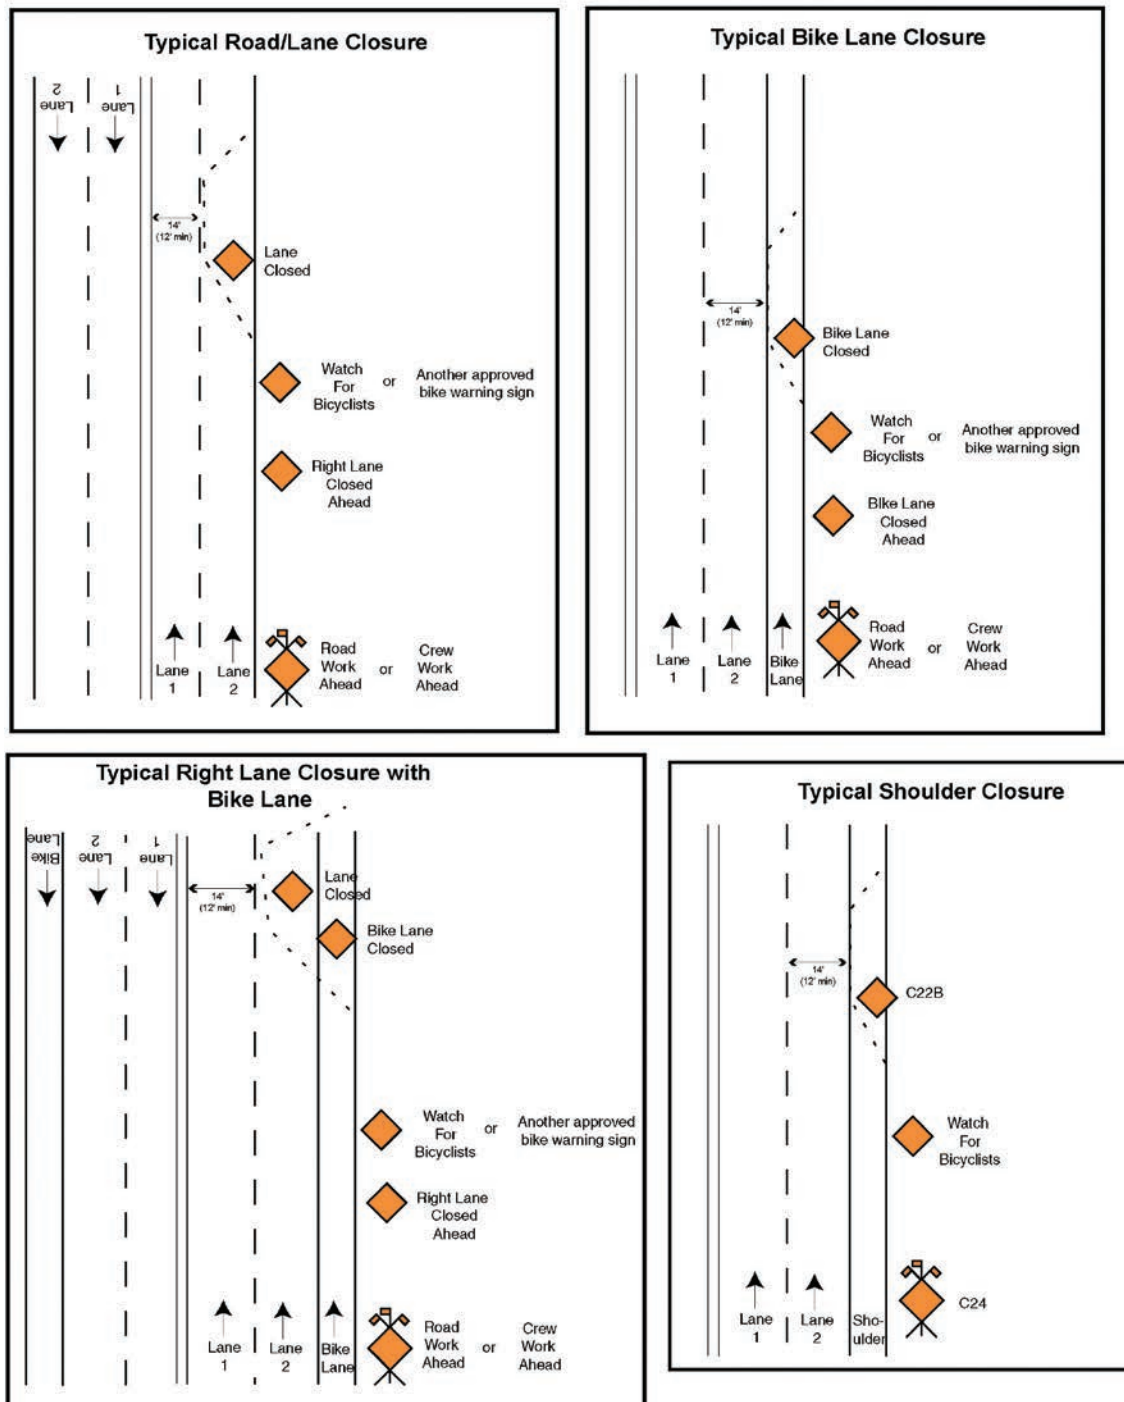 Typical Road/Lane Closure
Lane
2
Lane
1
14'
(12' min)
Lane
Closed
Watch
For
Bicyclists
or
Another approved
bike warning sign
Right Lane
Closed
Ahead
Lane
1
Lane
2
Road
Work
Ahead
or
Crew
Work
Ahead
Typical Bike Lane Closure
14'
(12' min)
Bike Lane
Closed
Watch
For
Bicyclists
or
Another approved
bike warning sign
Bike Lane
Closed
Ahead
Lane
1
Lane
2
Bike
Lane
Road
Work
Ahead
or
Crew
Work
Ahead
Typical Right Lane Closure with
Bike Lane
Bike
Lane
Lane
2
Lane
1
14'
(12' min)
Lane
Closed
Bike Lane
Closed
Watch
For
Bicyclists
or
Another approved
bike warning sign
Right Lane
Closed
Ahead
Lane
1
Lane
2
Bike
Lane
Road
Work
Ahead
or
Crew
Work
Ahead
Typical Shoulder Closure
14'
(12' min)
C22B
Watch
For
Bicyclists
Lane
1
Lane
2
Sho-
ulder
C24